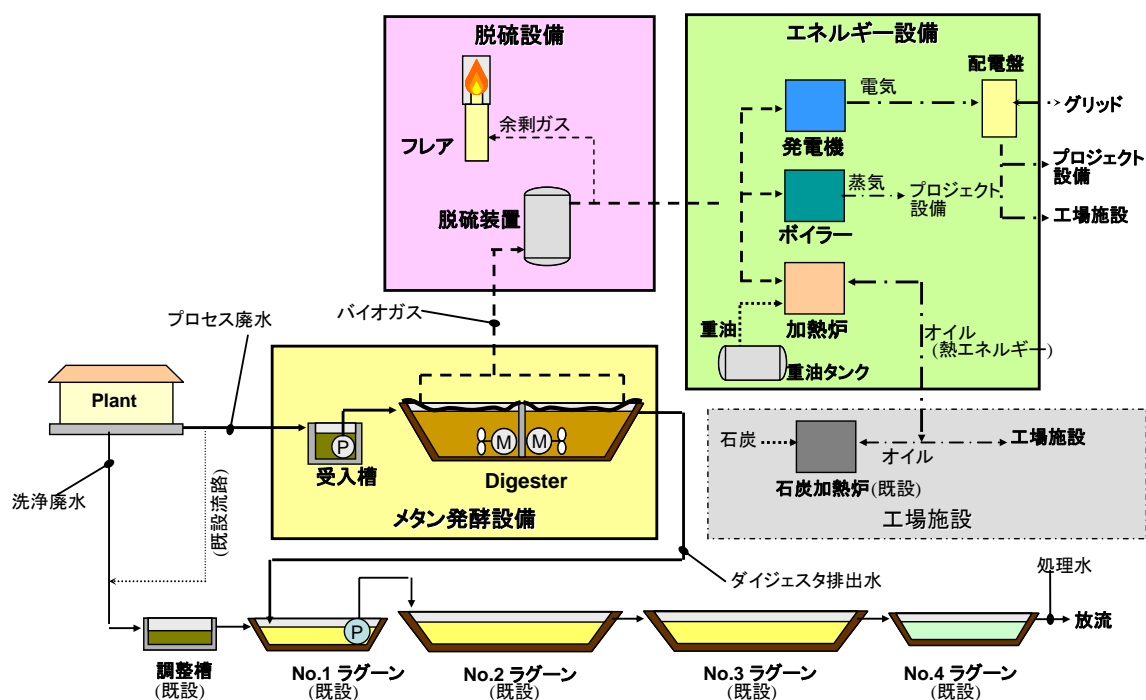 脱硫設備
フレア
余剰ガス
脱硫装置
エネルギー設備
配電盤
電気
発電機
グリッド
プロジェクト
設備
工場施設
蒸気
プロジェクト
設備
ボイラー
加熱炉
重油
重油タンク
オイル
(熱エネルギー)
バイオガス
プロセス廃水
Plant
洗浄廃水
(既設流路)
P
受入槽
M
M
Digester
メタン発酵設備
石炭
オイル
工場施設
石炭加熱炉(既設)
工場施設
ダイジェスタ排出水
処理水
放流
P
調整槽
(既設)
No.1 ラグーン
(既設)
No.2 ラグーン
(既設)
No.3 ラグーン
(既設)
No.4 ラグーン
(既設)